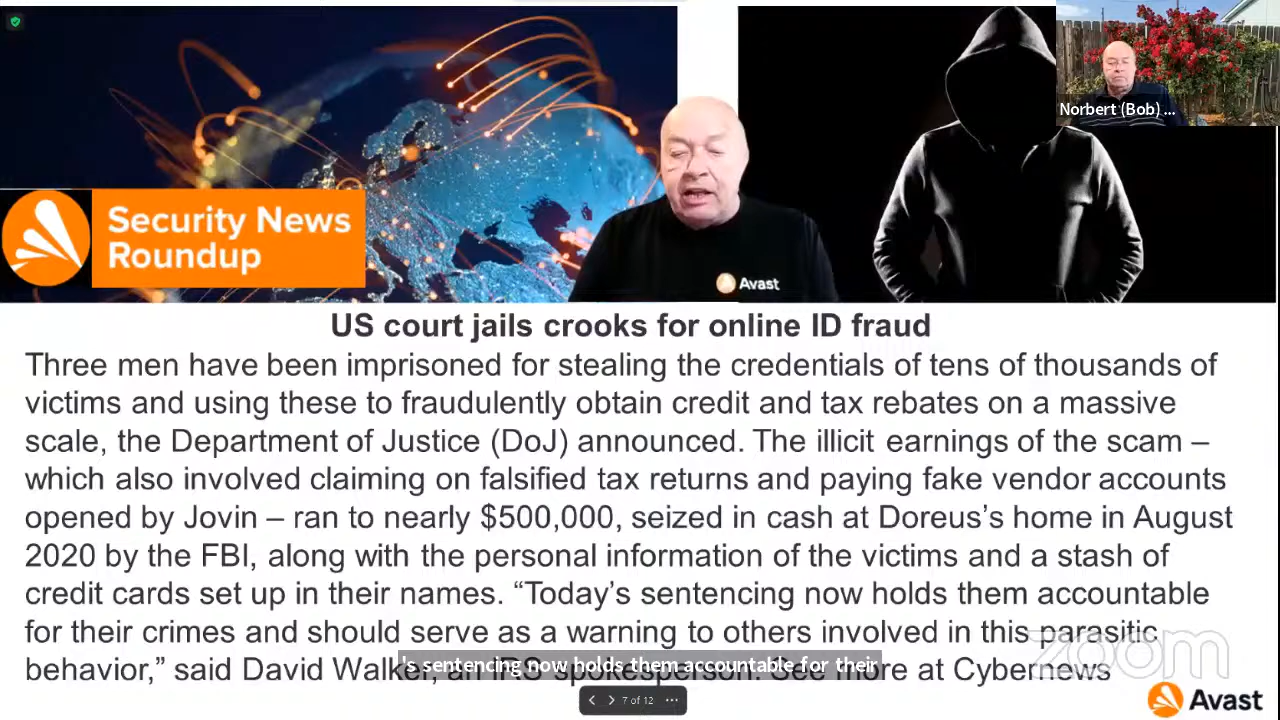 Norbert (Bob) ...
Security News
Roundup
Avast
US court jails crooks for online ID fraud
Three men have been imprisoned for stealing the credentials of tens of thousands of
victims and using these to fraudulently obtain credit and tax rebates on a massive
scale, the Department of Justice (DoJ) announced. The illicit earnings of the scam –
which also involved claiming on falsified tax returns and paying fake vendor accounts
opened by Jovin – ran to nearly $500,000, seized in cash at Doreus's home in August
2020 by the FBI, along with the personal information of the victims and a stash of
credit cards set up in their names. “Today’s sentencing now holds them accountable
for their crimes and should serve as a warning to others involved in this parasitic
behavior,” said David Walker, an IRS spokesperson. See more at Cybernews
's sentencing now holds them accountable for their
zoom
7 of 12 ...
Avast